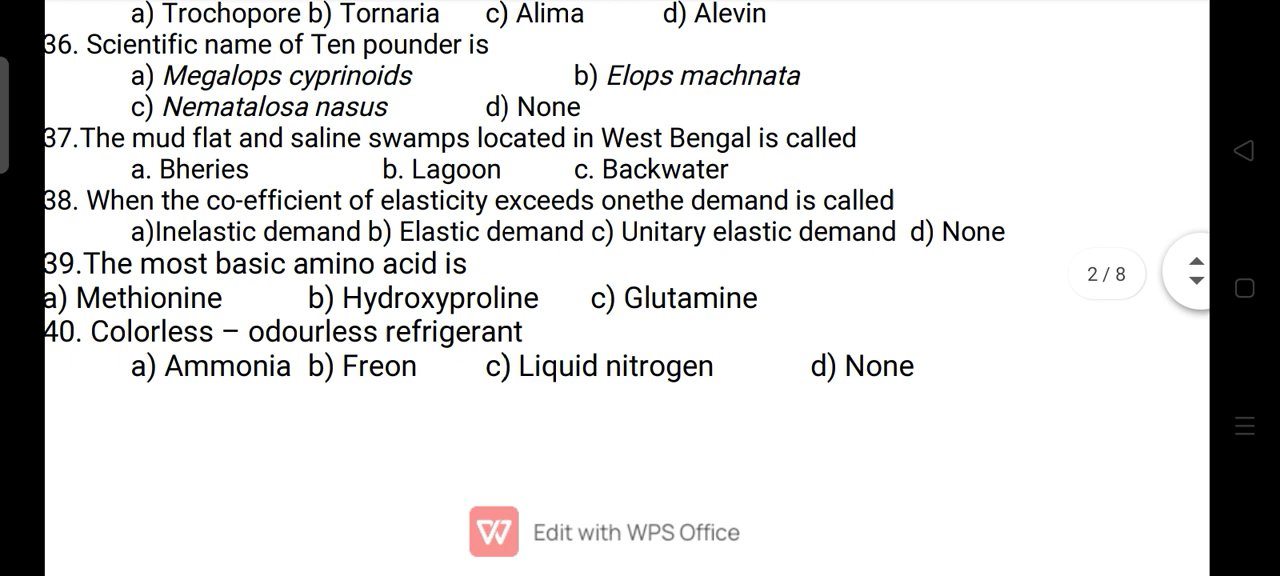 a) Trochopore b) Tornaria c) Alima d) Alevin
36. Scientific name of Ten pounder is
a) Megalops cyprinoids b) Elops machnata
c) Nematalosa nasus d) None
37.The mud flat and saline swamps located in West Bengal is called
a. Bheries b. Lagoon c. Backwater
38. When the co-efficient of elasticity exceeds onethe demand is called
a)Inelastic demand b) Elastic demand c) Unitary elastic demand d) None
39.The most basic amino acid is
2 / 8
a) Methionine b) Hydroxyproline c) Glutamine
40. Colorless – odourless refrigerant
a) Ammonia b) Freon c) Liquid nitrogen d) None
Edit with WPS Office